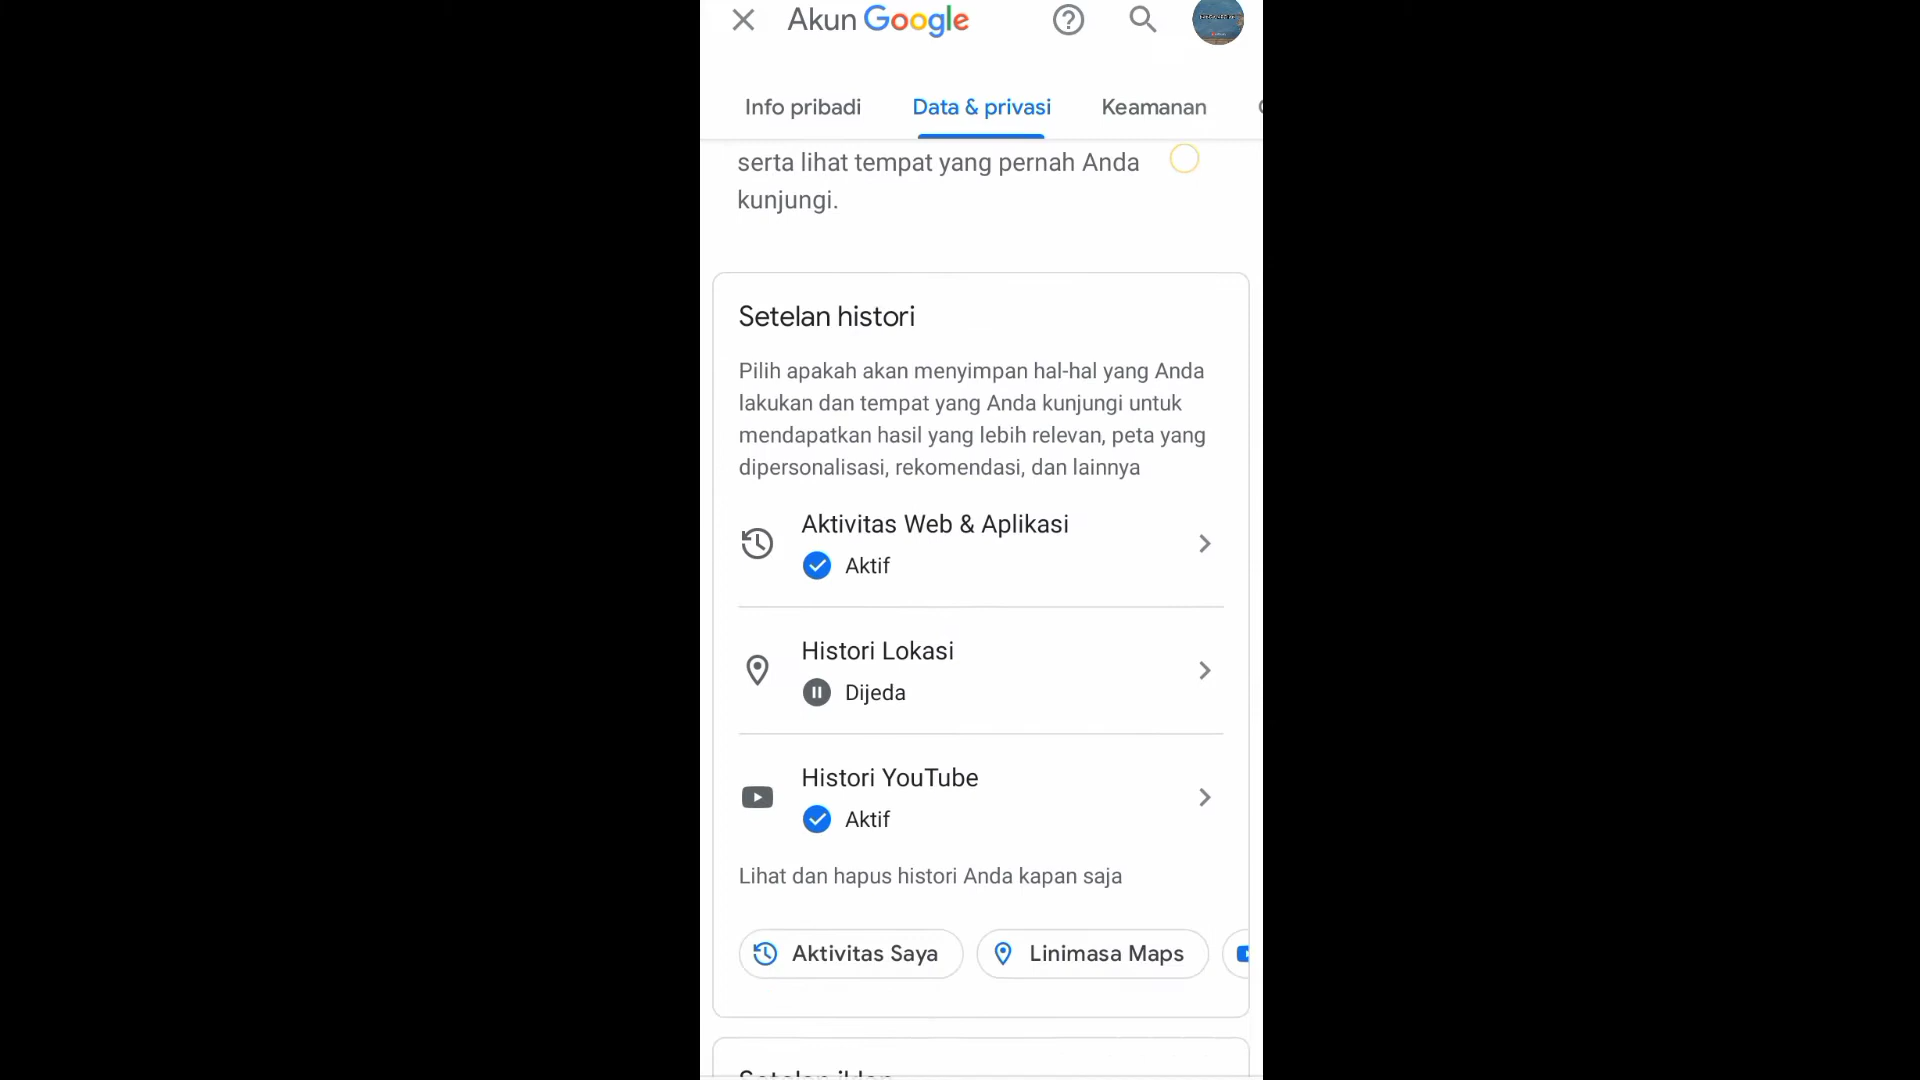 Akun Google
Info pribadi
Data & privasi
Keamanan
serta lihat tempat yang pernah Anda
kunjungi.
Setelan histori
Pilih apakah akan menyimpan hal-hal yang Anda
lakukan dan tempat yang Anda kunjungi untuk
mendapatkan hasil yang lebih relevan, peta yang
dipersonalisasi, rekomendasi, dan lainnya
Aktivitas Web & Aplikasi
Aktif
Histori Lokasi
Dijeda
Histori YouTube
Aktif
Lihat dan hapus histori Anda kapan saja
Aktivitas Saya
Linimasa Maps
Setelan iklan